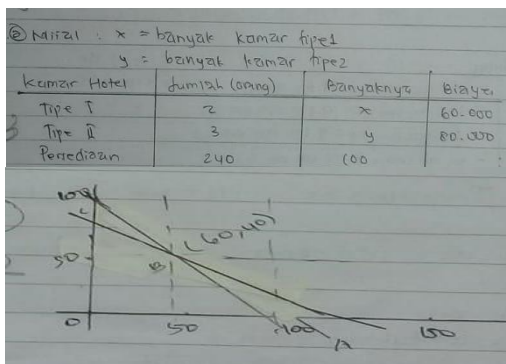 ② Misal : x = banyak kamar tipe1
y = banyak kamar tipe2
Kamar Hotel Jumlah (orang) Banyaknya Biaya
Tipe I 2 x 60.000
Tipe II 3 y 80.000
Persediaan 240 100
100
C
(60,40)
50
B
0 50 100 A 150